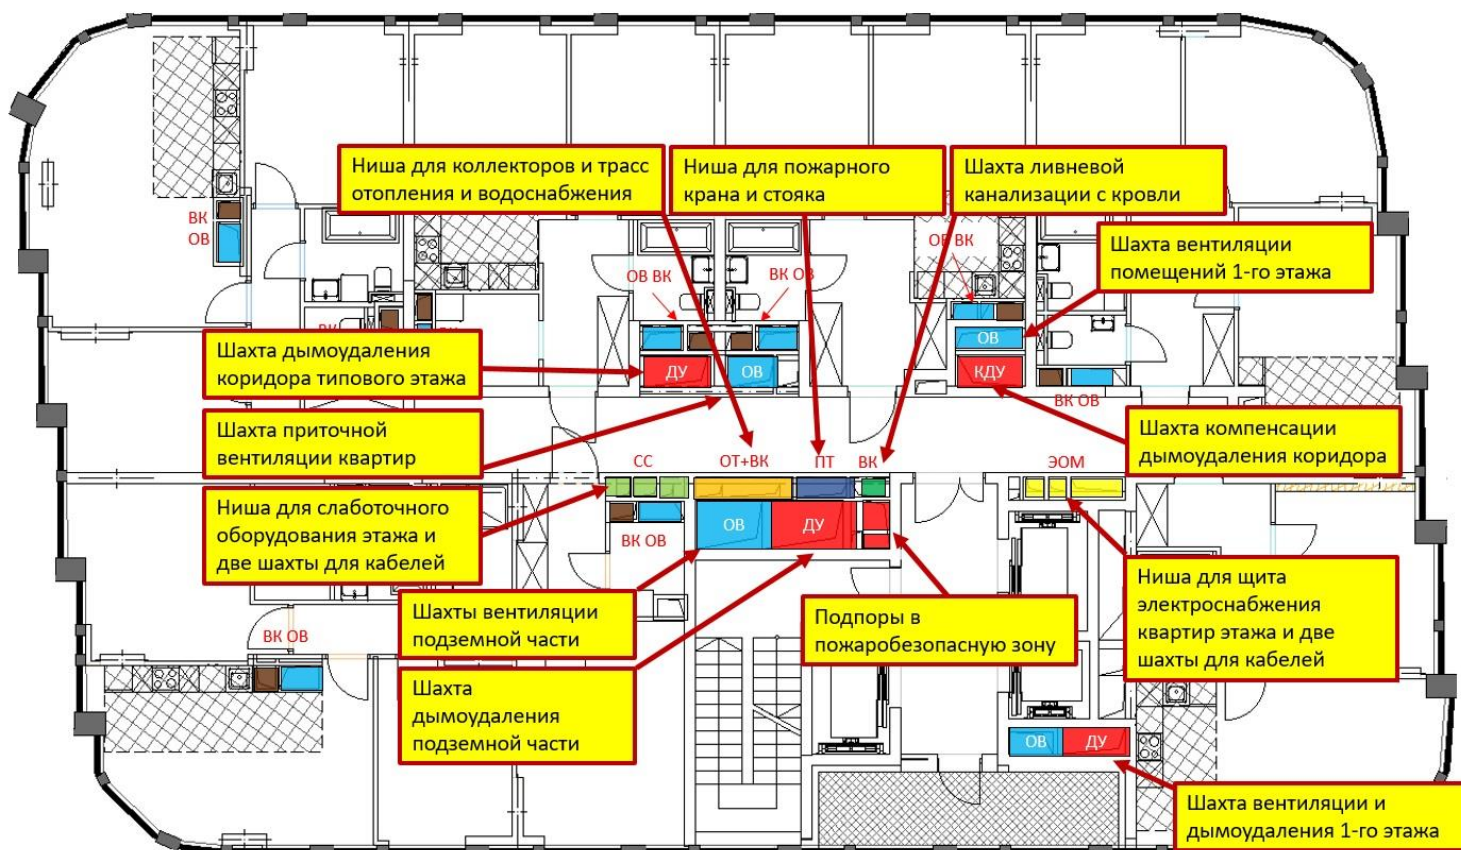 Ниша для коллекторов и трасс
отопления и водоснабжения
Ниша для пожарного
крана и стояка
Шахта ливневой
канализации с кровли
ВК
ОВ
ОВ ВК
Шахта вентиляции
помещений 1-го этажа
ОВ ВК
ВК ОВ
Шахта дымоудаления
коридора типового этажа
ОВ
ДУ
ОВ
КДУ
ВК ОВ
Шахта приточной
вентиляции квартир
Шахта компенсации
дымоудаления коридора
СС
ОТ+ВК
ПТ
ВК
ЭОМ
Ниша для слаботочного
оборудования этажа и
две шахты для кабелей
ОВ
ДУ
ВК ОВ
Ниша для щита
электроснабжения
квартир этажа и две
шахты для кабелей
Шахты вентиляции
подземной части
Подпоры в
пожаробезопасную зону
ВК ОВ
Шахта
дымоудаления
подземной части
ОВ
ДУ
Шахта вентиляции и
дымоудаления 1-го этажа